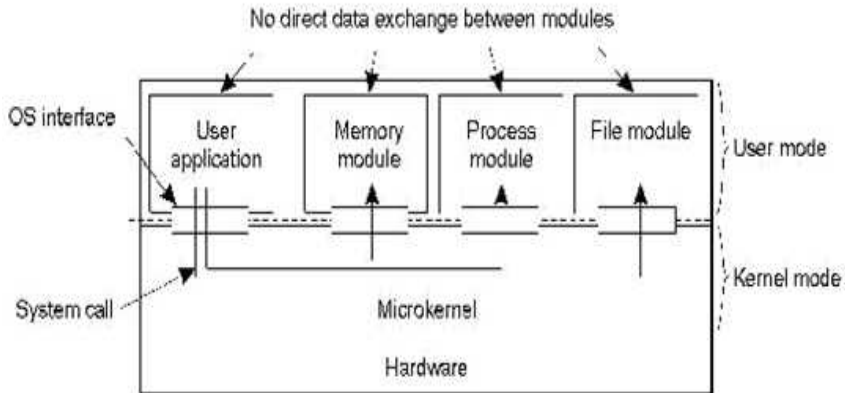 No direct data exchange between modules
OS interface
User
application
Memory
module
Process
module
File module
User mode
Kernel mode
System call
Microkernel
Hardware